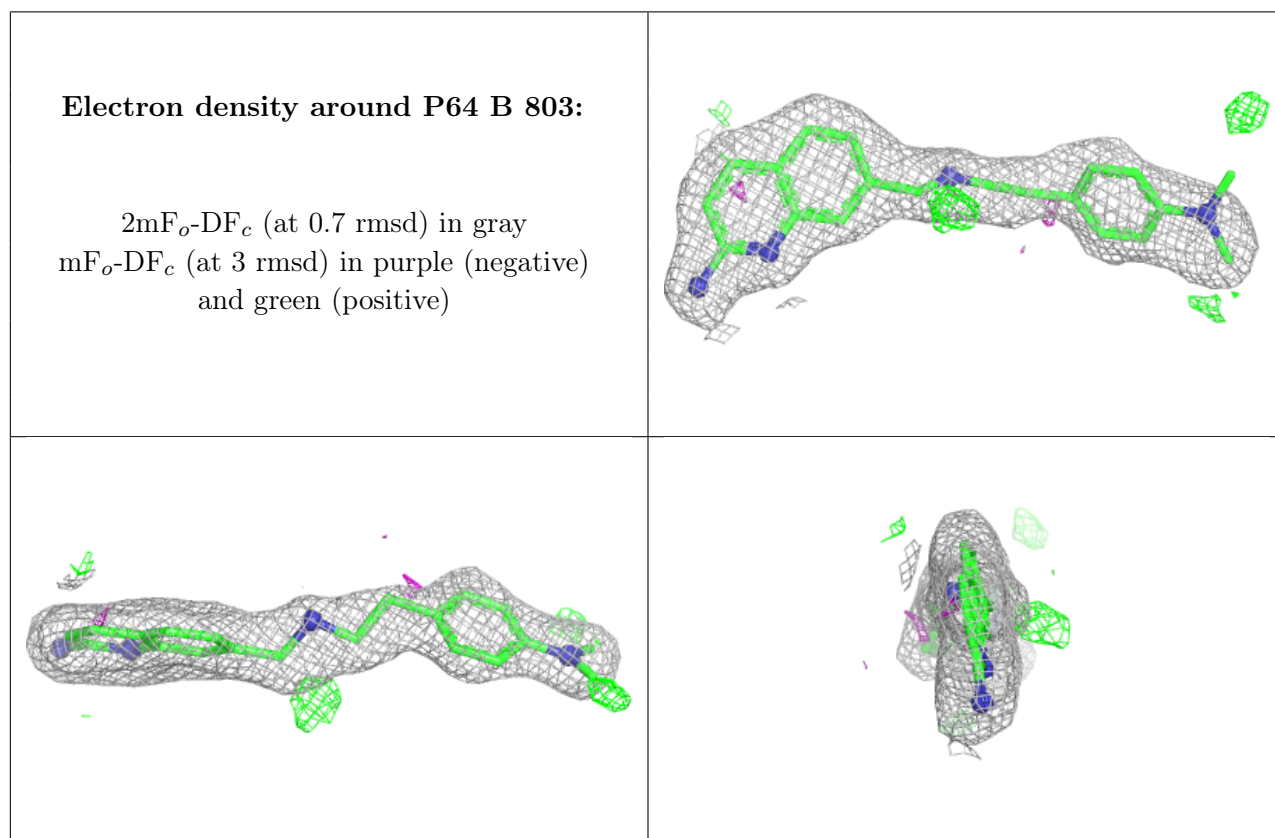 Electron density around P64 B 803:
2mFo-DFc (at 0.7 rmsd) in gray
mFo-DFc (at 3 rmsd) in purple (negative)
and green (positive)